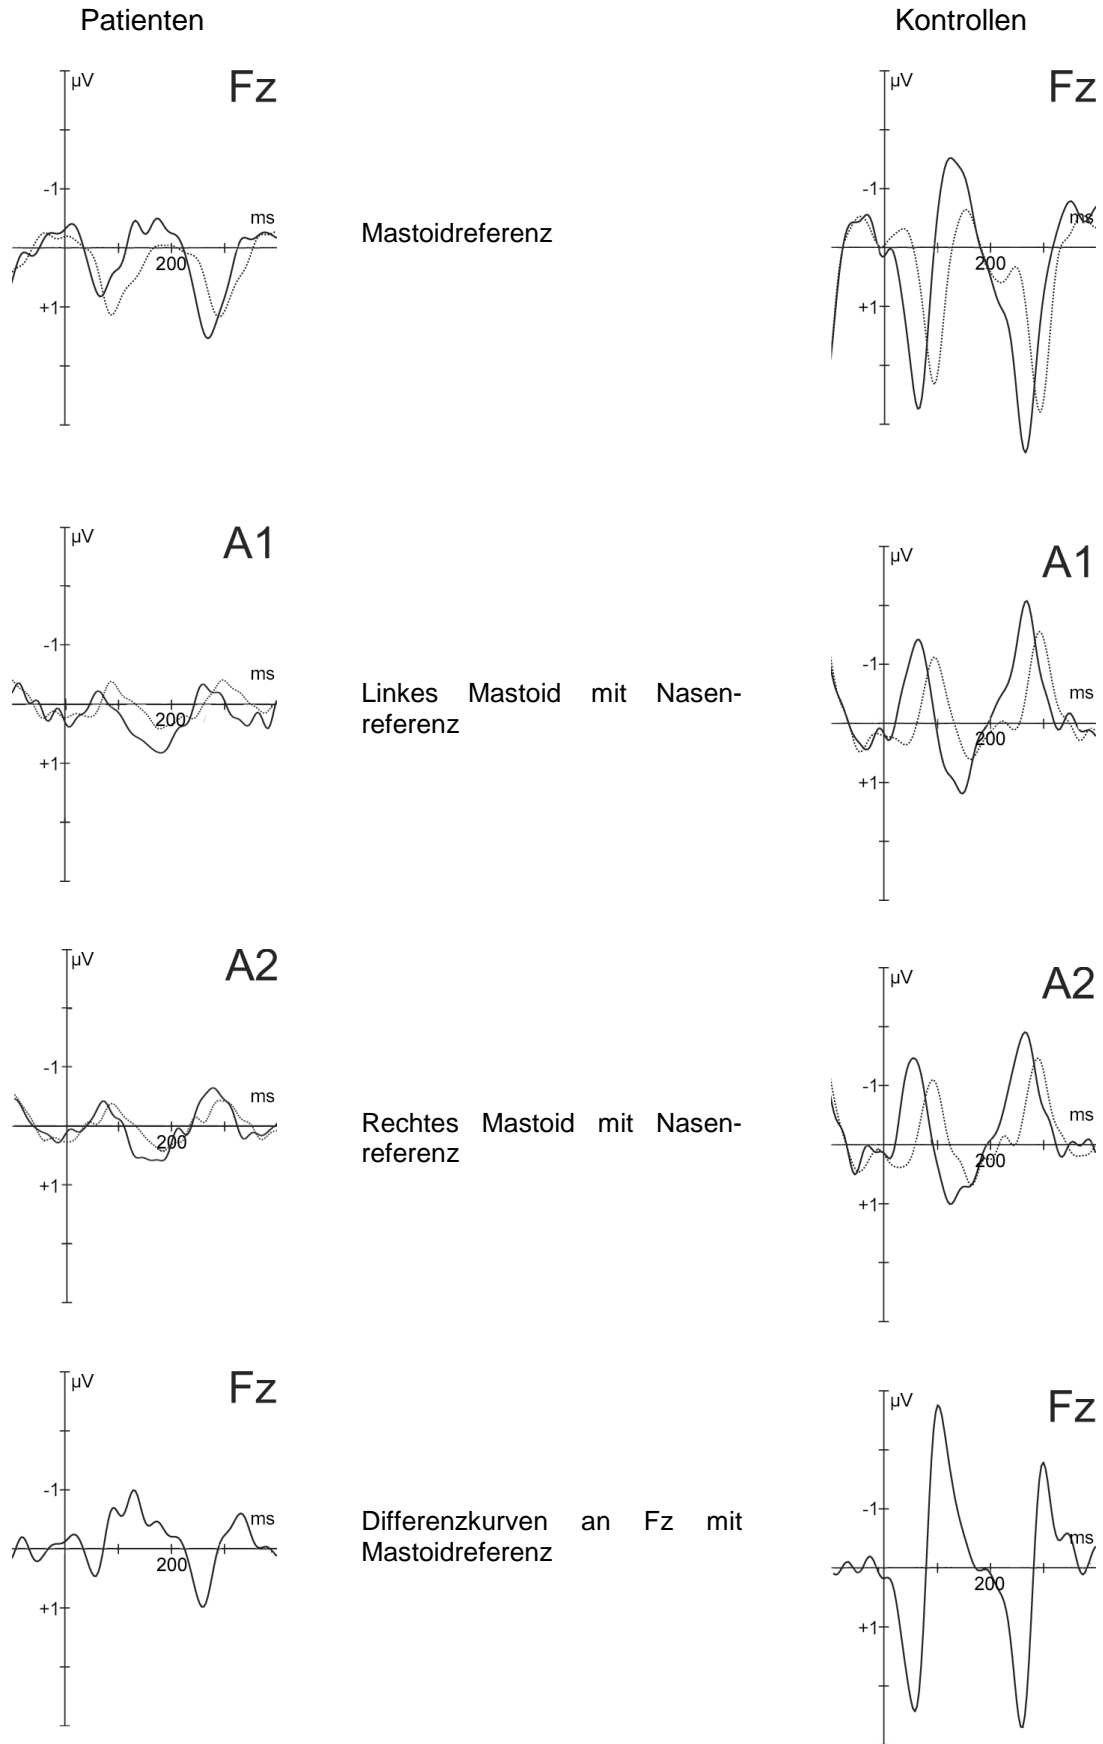 Patienten
Kontrollen
µV
Fz
-1
ms
200
+1
Mastoidreferenz
µV
Fz
-1
ms
200
+1
µV
A1
-1
ms
200
+1
Linkes Mastoid mit Nasen-
referenz
µV
A1
-1
ms
200
+1
µV
A2
-1
ms
200
+1
Rechtes Mastoid mit Nasen-
referenz
µV
A2
-1
ms
200
+1
µV
Fz
-1
ms
200
+1
Differenzkurven an Fz mit
Mastoidreferenz
µV
Fz
-1
ms
200
+1